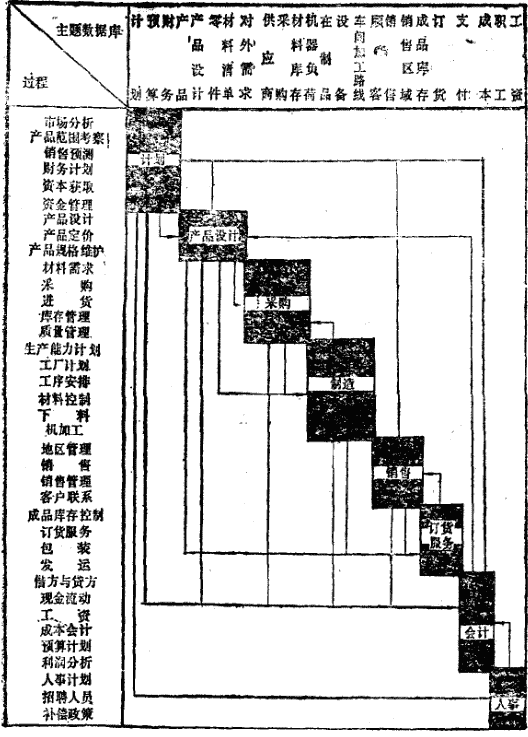 主题数据库
过程
计划
预算
财务
产品
产品设计
零件
材料清单
对外需求
供应商
采购
材料库存
机器负荷
在制品
设备
车间加工路线
顾客
销售区域
成品库存
订货
支付
成本
职工
工资
市场分析
产品范围考察
销售预测
财务计划
资本获取
资金管理
产品设计
产品定价
产品规格维护
材料需求
采购
进货
库存管理
质量管理
生产能力计划
工厂计划
工序安排
材料控制
下料
机加工
地区管理
销售
销售管理
客户联系
成品库存控制
订货服务
包装
发运
借方与贷方
现金流动
工资
成本会计
预算计划
利润分析
人事计划
招聘人员
补偿政策
计划
产品设计
采购
制造
销售
订货
服务
会计
人事